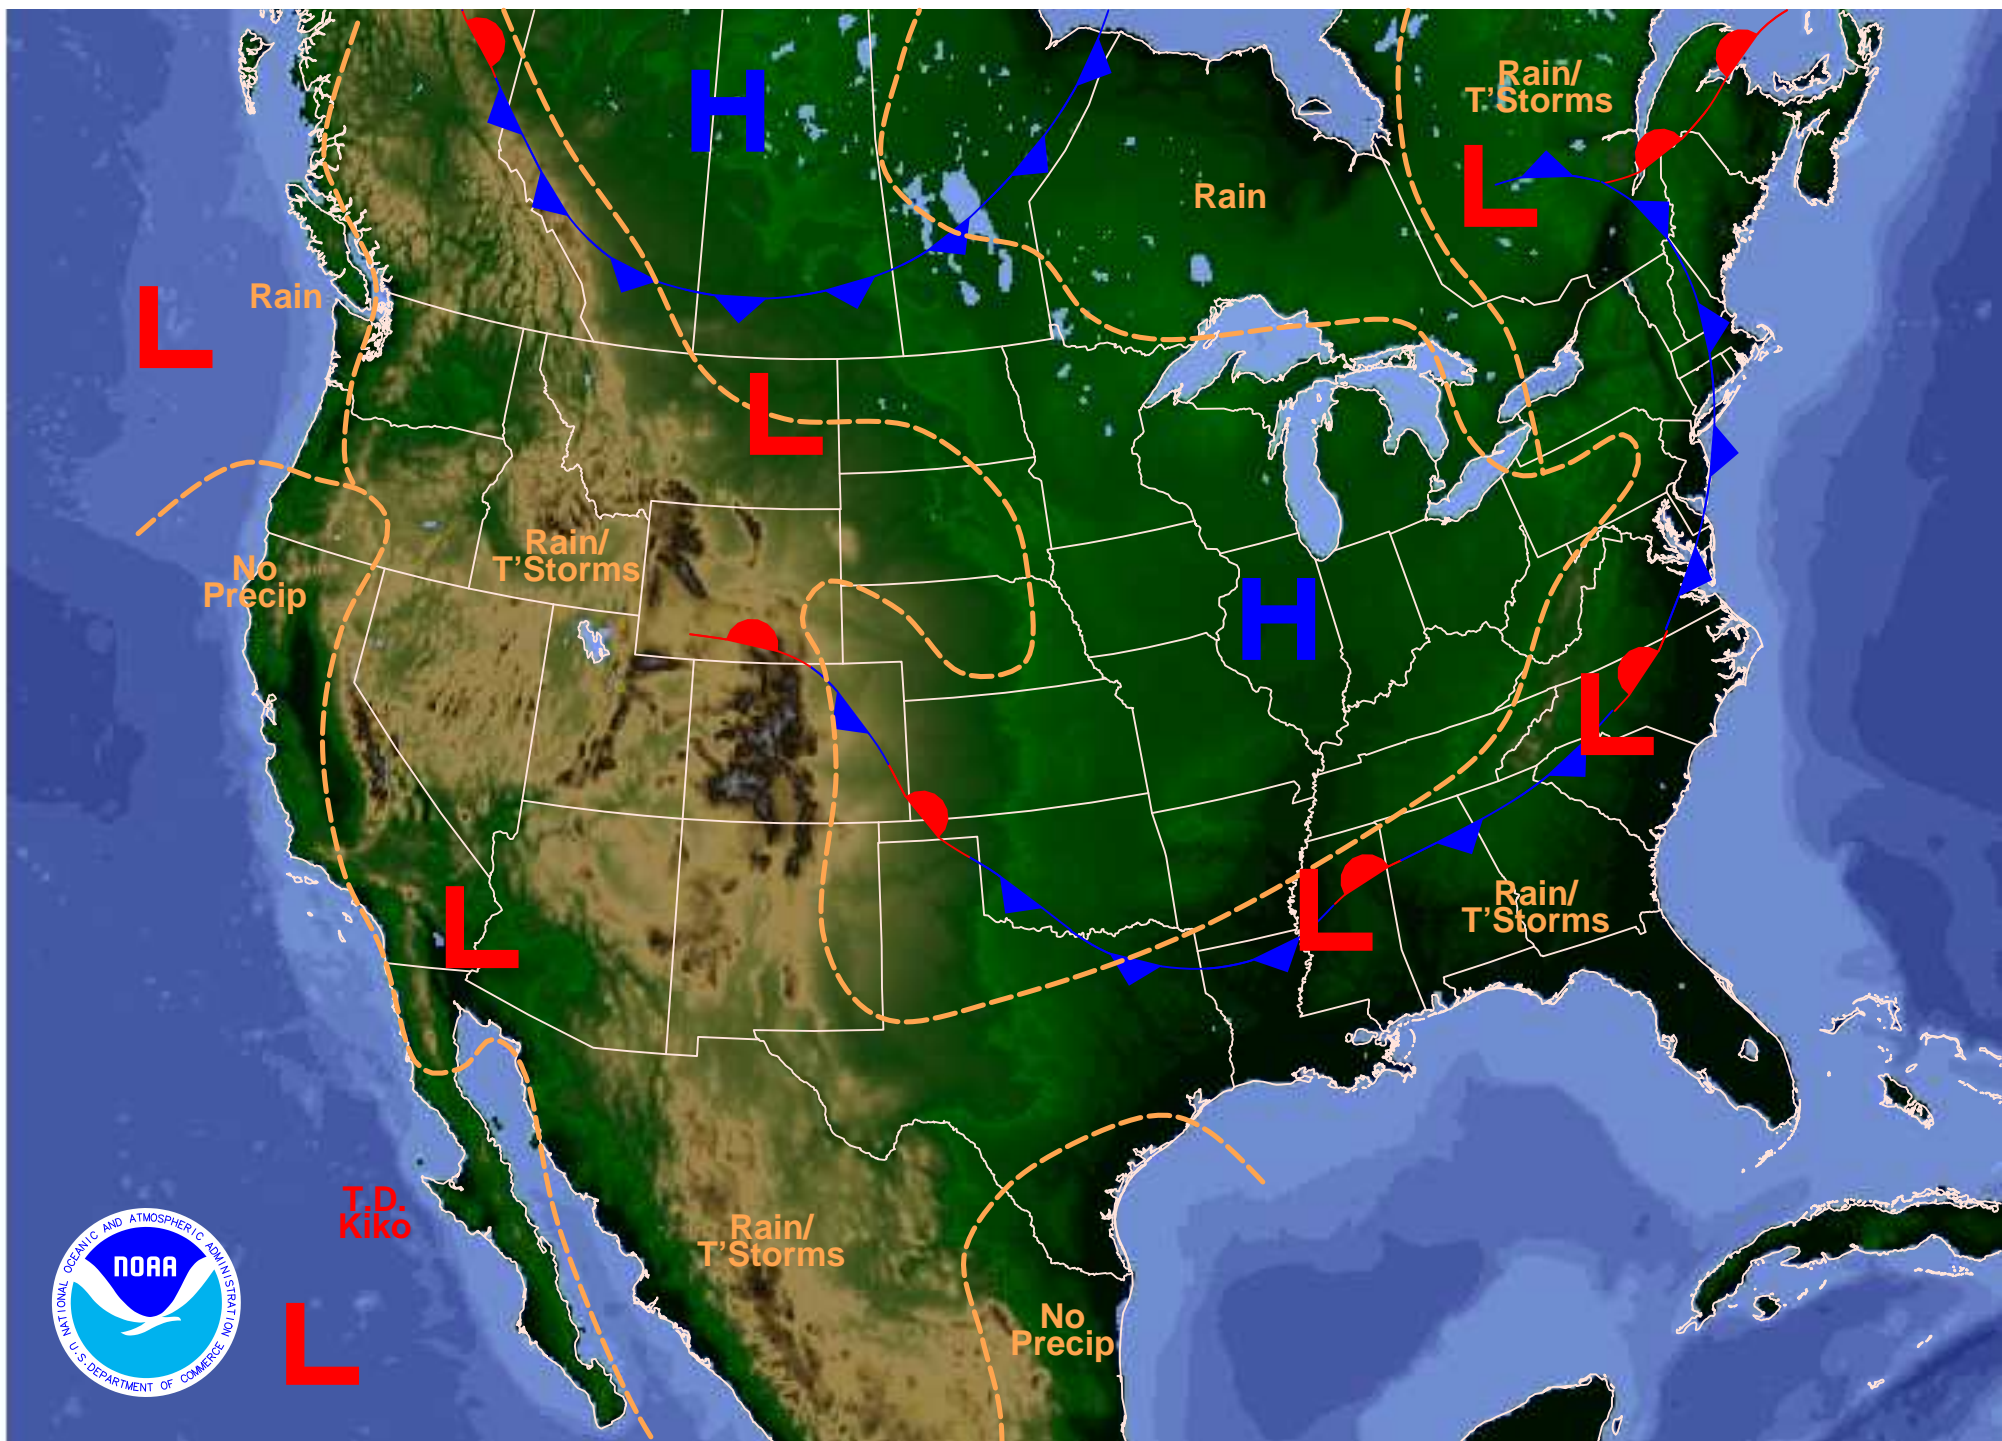 H
Rain/
T'Storms
L
Rain
L
Rain
L
Rain/
T'Storms
No
Precip
H
L
L
Rain/
T'Storms
L
T.D.
Kiko
Rain/
T'Storms
No
Precip
L
NOAA
NATIONAL OCEANIC AND ATMOSPHERIC ADMINISTRATION
U.S. DEPARTMENT OF COMMERCE